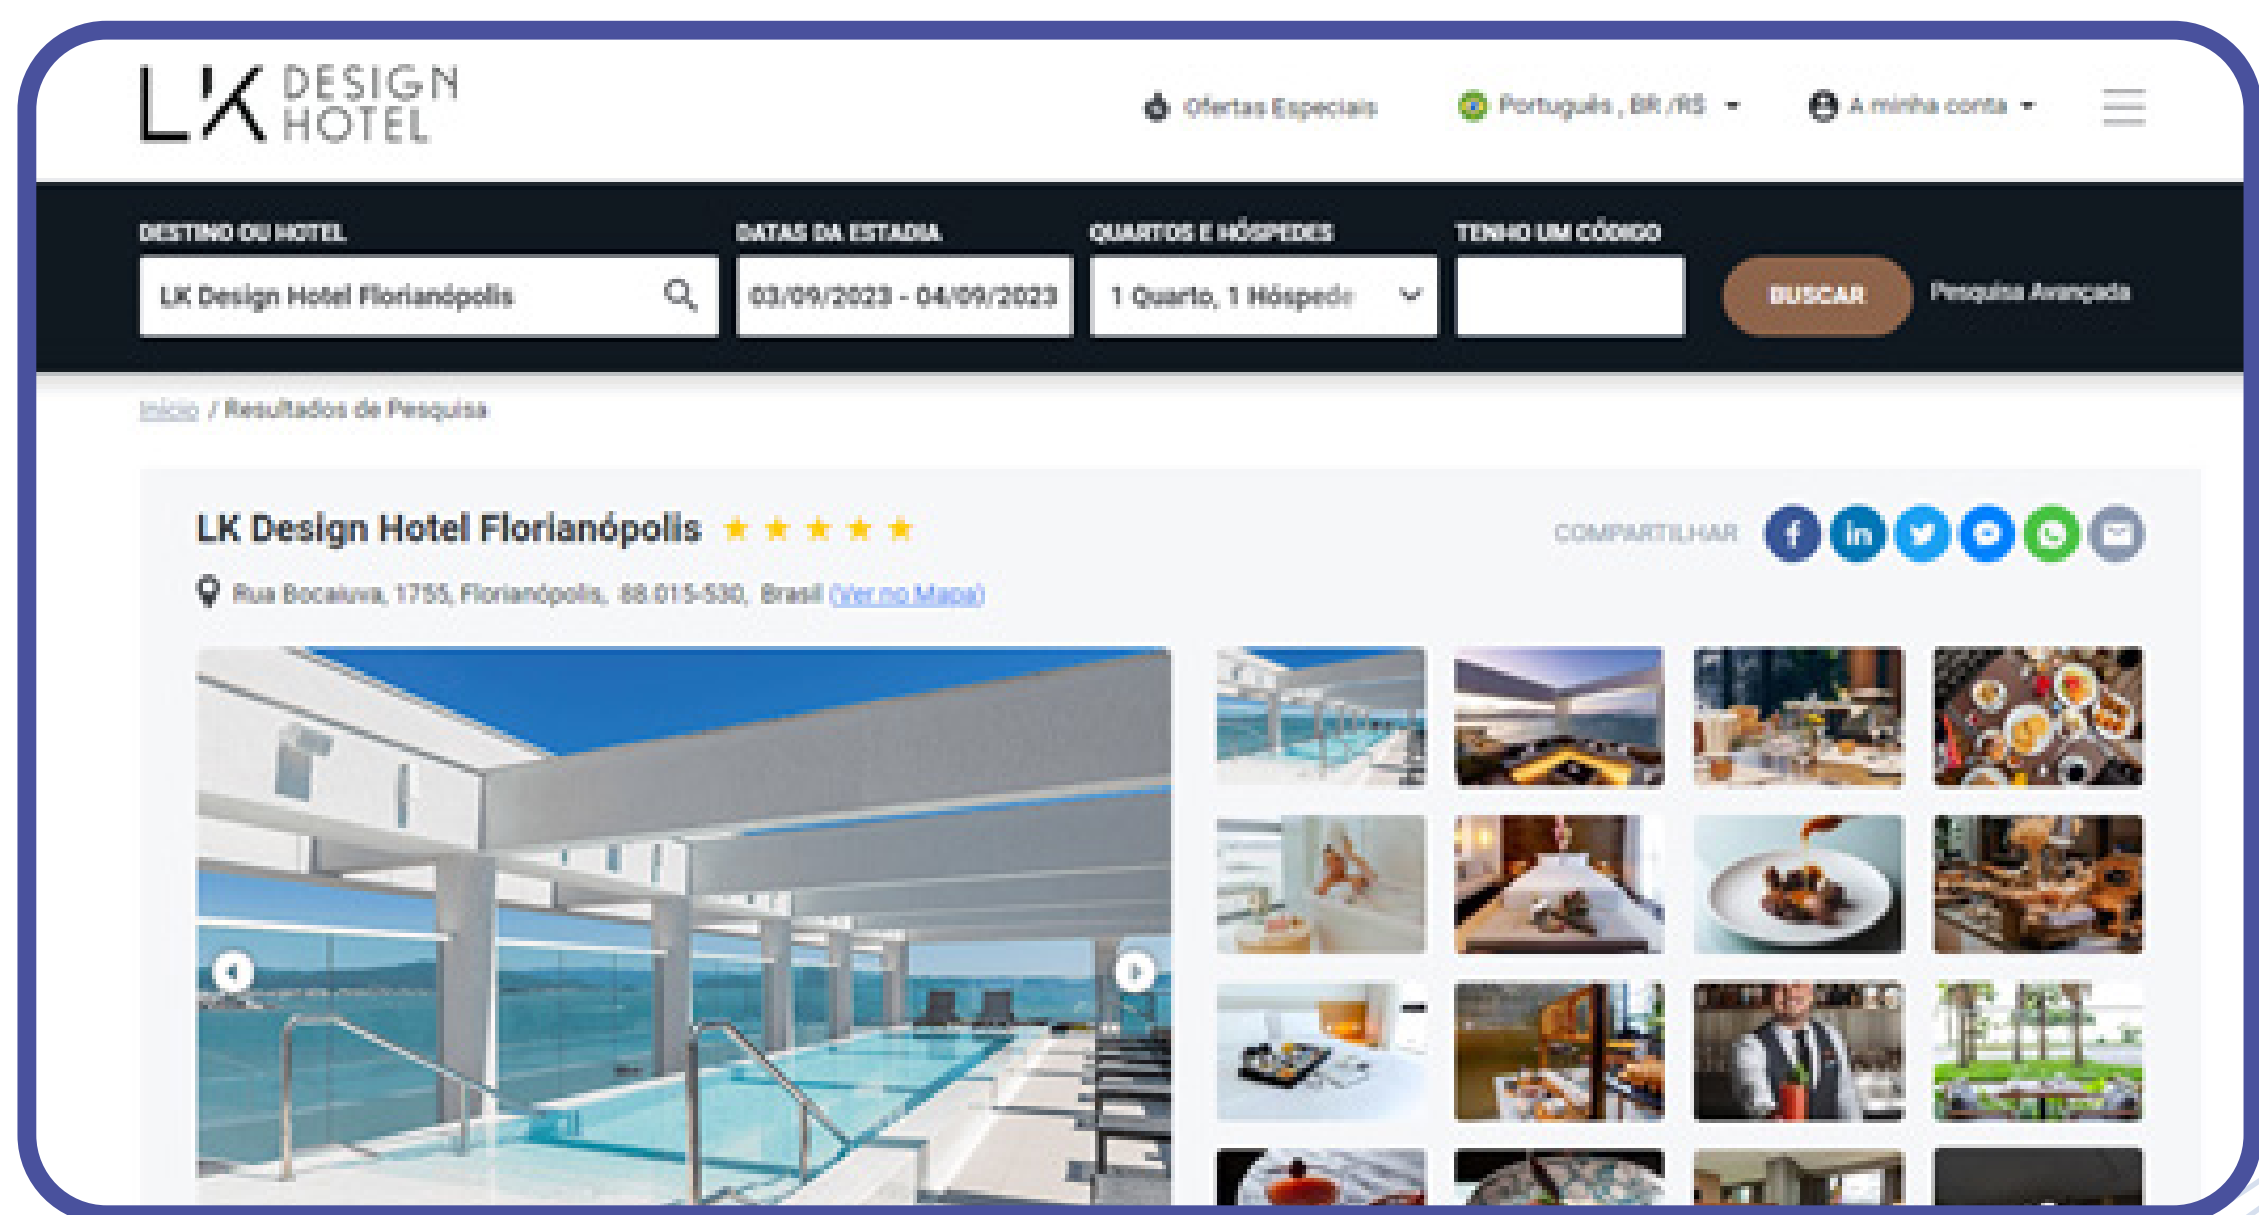 LK DESIGN
HOTEL
Ofertas Especiais
Português, BR /R$
A minha conta
DESTINO OU HOTEL
DATAS DA ESTADIA
QUARTOS E HÓSPEDES
TENHO UM CÓDIGO
LK Design Hotel Florianópolis
03/09/2023 - 04/09/2023
1 Quarto, 1 Hóspede
BUSCAR
Pesquisa Avançada
Início / Resultados de Pesquisa
LK Design Hotel Florianópolis
COMPARTILHAR
Rua Bocaiuva, 1755, Florianópolis, 88.015-530, Brasil (Ver no Mapa)